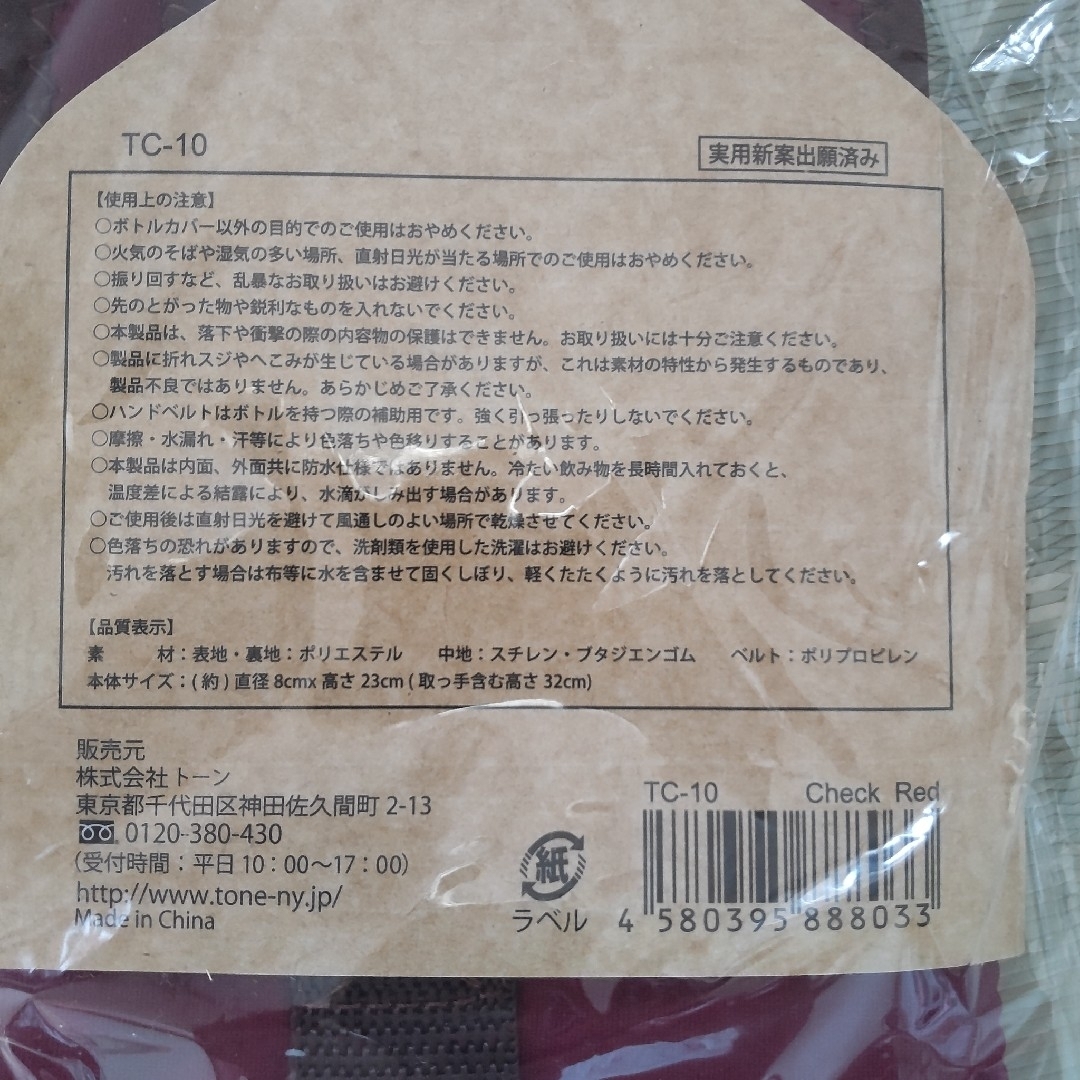 TC-10
実用新案出願済み
【使用上の注意】
○ボトルカバー以外の目的でのご使用はおやめください。
○火気のそばや湿気の多い場所、直射日光が当たる場所でのご使用はおやめください。
○振り回すなど、乱暴なお取り扱いはお避けください。
○先のとがった物や鋭利なものを入れないでください。
○本製品は、落下や衝撃の際の内容物の保護はできません。お取り扱いには十分ご注意ください。
○製品に折れスジやへこみが生じている場合がありますが、これは素材の特性から発生するものであり、
製品不良ではありません。あらかじめご了承ください。
○ハンドベルトはボトルを持つ際の補助用です。強く引っ張ったりしないでください。
○摩擦・水漏れ・汗等により色落ちや色移りすることがあります。
○本製品は内面、外面共に防水仕様ではありません。冷たい飲み物を長時間入れておくと、
温度差による結露により、水滴がしみ出す場合があります。
○ご使用後は直射日光を避けて風通しのよい場所で乾燥させてください。
○色落ちの恐れがありますので、洗剤類を使用した洗濯はお避けください。
汚れを落とす場合は布等に水を含ませて固くしぼり、軽くたたくように汚れを落としてください。
【品質表示】
素 材：表地・裏地：ポリエステル 中地：スチレン・ブタジエンゴム ベルト：ポリプロピレン
本体サイズ：(約)直径8cmx高さ23cm(取っ手含む高さ32cm)
販売元
株式会社トーン
東京都千代田区神田佐久間町2-13
0120-380-430
（受付時間：平日10：00～17：00）
http://www.tone-ny.jp/
Made in China
紙
ラベル
TC-10 Check Red
4 580395 888033